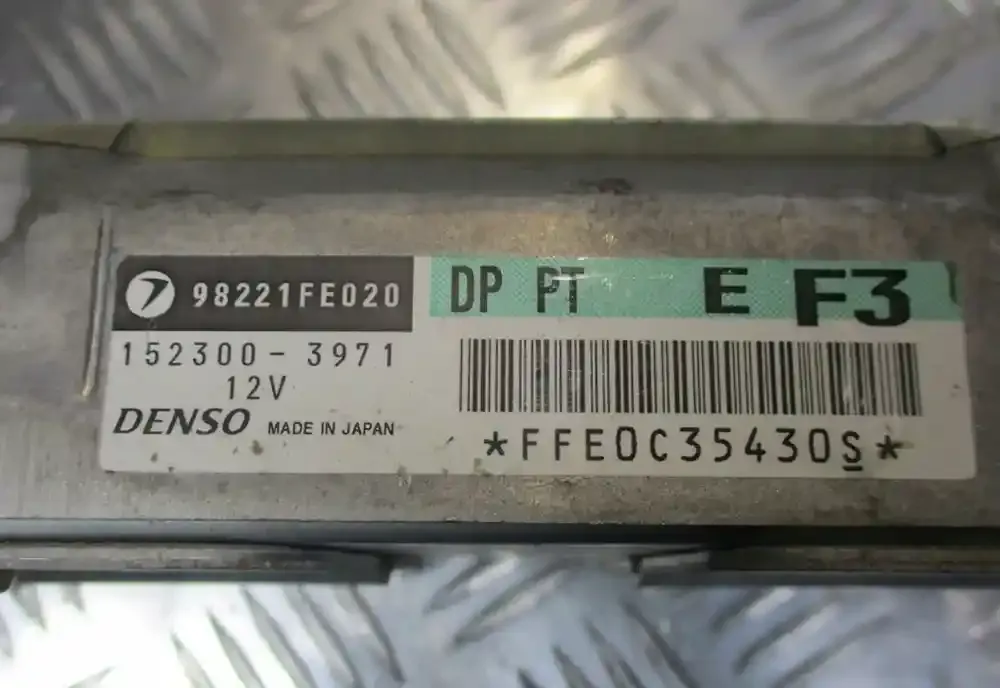 98221FE020
DP PT E F3
152300-3971
12V
DENSO MADE IN JAPAN
*FFE0C35430S*